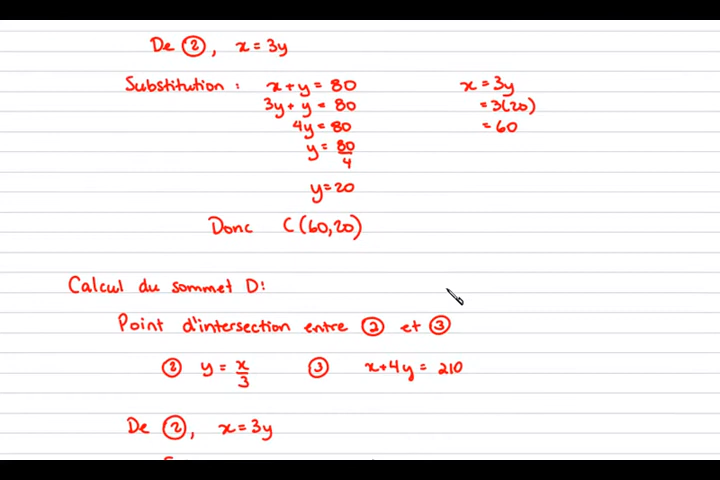 De ②, x = 3y
Substitution : x + y = 80 x = 3y
3y + y = 80 = 3(20)
4y = 80 = 60
y = 80/4
y = 20
Donc C(60,20)
Calcul du sommet D:
Point d'intersection entre ② et ③
② y = x/3 ③ x + 4y = 210
De ②, x = 3y